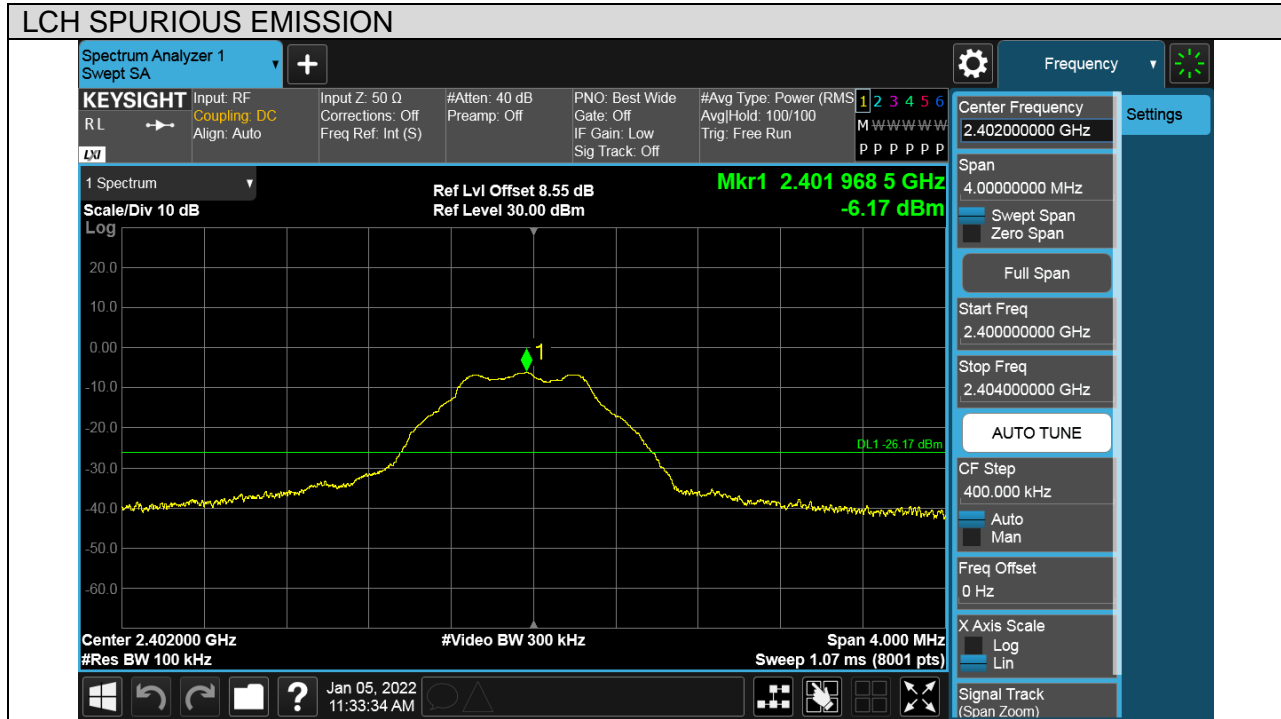 LCH SPURIOUS EMISSION
Spectrum Analyzer 1
Swept SA
Frequency
KEYSIGHT
RL
LXI
Input: RF
Coupling: DC
Align: Auto
Input Z: 50 Ω
Corrections: Off
Freq Ref: Int (S)
#Atten: 40 dB
Preamp: Off
PNO: Best Wide
Gate: Off
IF Gain: Low
Sig Track: Off
#Avg Type: Power (RMS
Avg|Hold: 100/100
Trig: Free Run
1 2 3 4 5 6
M W W W W W
P P P P P P
1 Spectrum
Scale/Div 10 dB
Log
Ref Lvl Offset 8.55 dB
Ref Level 30.00 dBm
Mkr1 2.401 968 5 GHz
-6.17 dBm
20.0
10.0
0.00
-10.0
-20.0
-30.0
-40.0
-50.0
-60.0
1
DL1 -26.17 dBm
Center 2.402000 GHz
#Res BW 100 kHz
#Video BW 300 kHz
Span 4.000 MHz
Sweep 1.07 ms (8001 pts)
Jan 05, 2022
11:33:34 AM
Center Frequency
2.402000000 GHz
Settings
Span
4.00000000 MHz
Swept Span
Zero Span
Full Span
Start Freq
2.400000000 GHz
Stop Freq
2.404000000 GHz
AUTO TUNE
CF Step
400.000 kHz
Auto
Man
Freq Offset
0 Hz
X Axis Scale
Log
Lin
Signal Track
(Span Zoom)